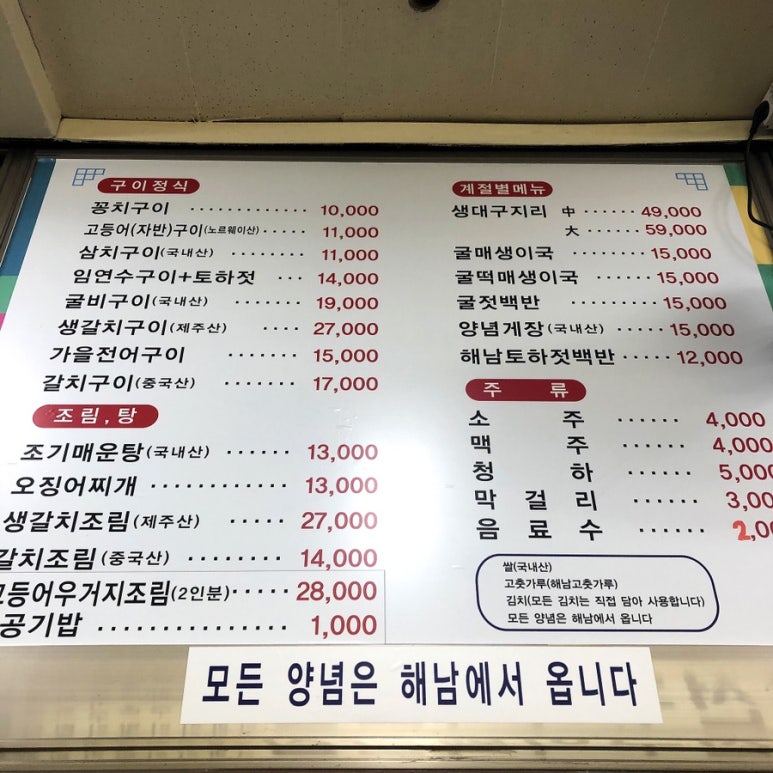 구이정식
꽁치구이 ············· 10,000
고등어(자반)구이(노르웨이산) ····· 11,000
삼치구이(국내산) ········ 11,000
임연수구이+토하젓 ··· 14,000
굴비구이(국내산) ········ 19,000
생갈치구이(제주산) ···· 27,000
가을전어구이 ······· 15,000
갈치구이(중국산) ······· 17,000
조림,탕
조기매운탕(국내산) ······ 13,000
오징어찌개 ············ 13,000
생갈치조림(제주산) ····· 27,000
갈치조림(중국산) ········ 14,000
고등어우거지조림(2인분)····· 28,000
공기밥 ··············· 1,000
계절별메뉴
생대구지리 中 ······ 49,000
大 ······ 59,000
굴매생이국 ········ 15,000
굴떡매생이국 ······ 15,000
굴젓백반 ········· 15,000
양념게장(국내산) ····· 15,000
해남토하젓백반 ····· 12,000
주 류
소 주 ······ 4,000
맥 주 ······ 4,000
청 하 ······ 5,000
막 걸 리 ······ 3,00
음 료 수 ······ 2,00
쌀(국내산)
고춧가루(해남고춧가루)
김치(모든 김치는 직접 담아 사용합니다)
모든 양념은 해남에서 옵니다
모든 양념은 해남에서 옵니다